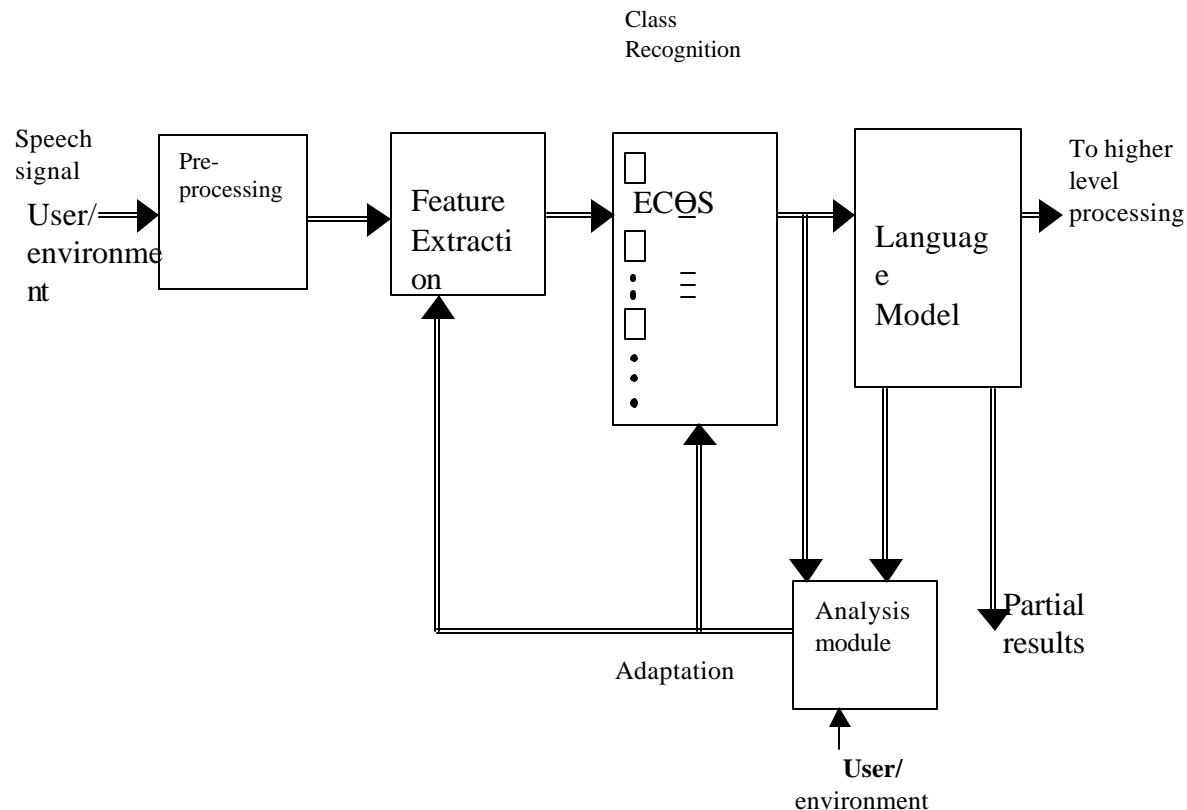 Class
Recognition
Speech
signal
User/
environme
nt
Pre-
processing
Feature
Extracti
on
ECOS
Languag
e
Model
To higher
level
processing
Analysis
module
Partial
results
Adaptation
User/
environment